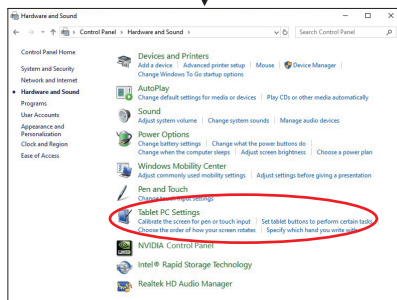 Hardware and Sound
Control Panel > Hardware and Sound >
Search Control Panel
Control Panel Home
System and Security
Network and Internet
Hardware and Sound
Programs
User Accounts
Appearance and
Personalization
Clock and Region
Ease of Access
Devices and Printers
Add a device | Advanced printer setup | Mouse | Device Manager |
Change Windows To Go startup options
AutoPlay
Change default settings for media or devices | Play CDs or other media automatically
Sound
Adjust system volume | Change system sounds | Manage audio devices
Power Options
Change battery settings | Change what the power buttons do |
Change when the computer sleeps | Adjust screen brightness | Choose a power plan
Windows Mobility Center
Adjust commonly used mobility settings | Adjust settings before giving a presentation
Pen and Touch
Change touch input settings
Tablet PC Settings
Calibrate the screen for pen or touch input | Set tablet buttons to perform certain tasks
Choose the order of how your screen rotates | Specify which hand you write with
NVIDIA Control Panel
Intel® Rapid Storage Technology
Realtek HD Audio Manager